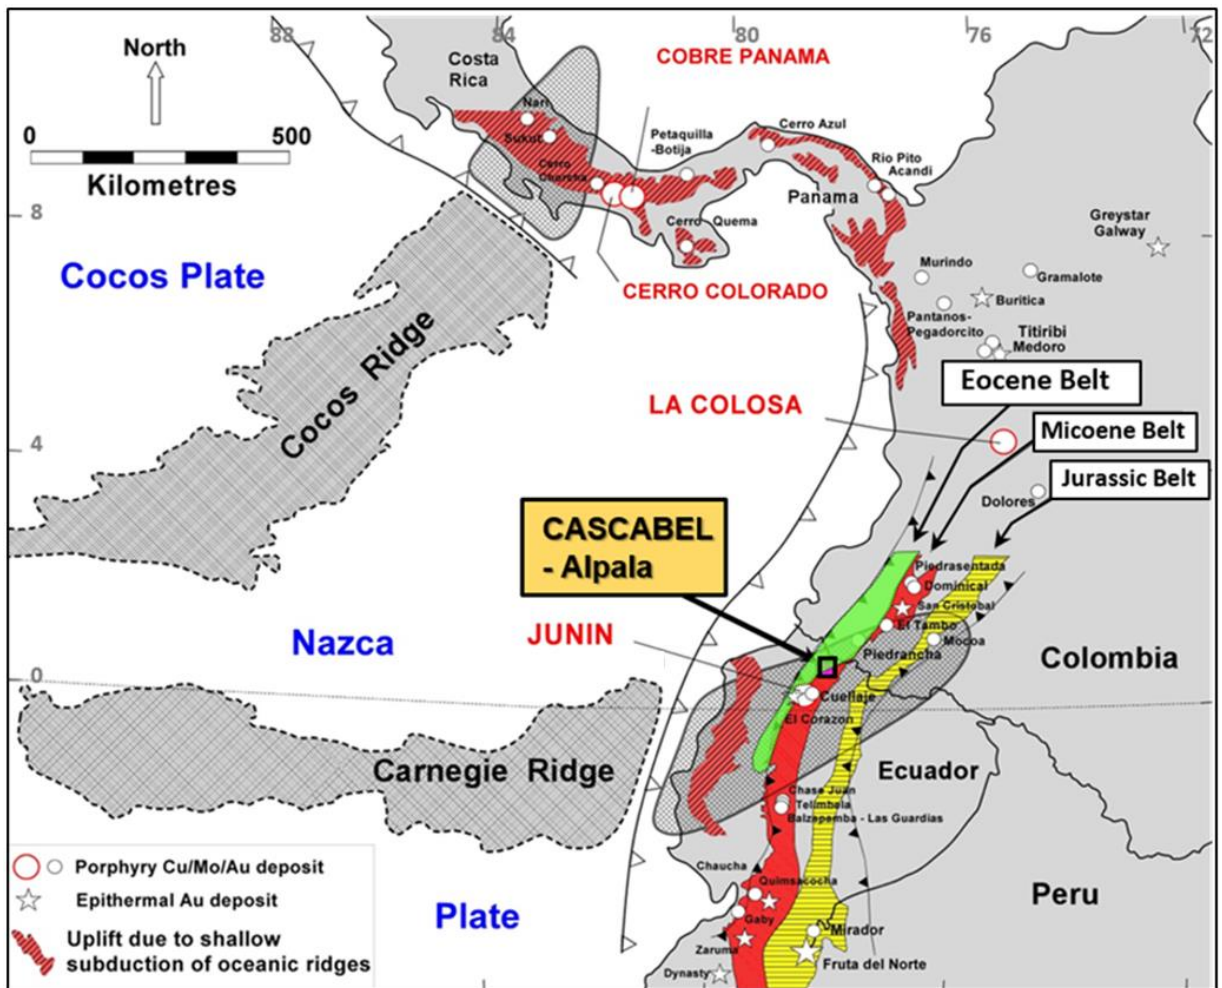 88
84
80
76
72
North
0 500
Kilometres
Costa
Rica
COBRE PANAMA
Nari
Sukut
Cerro
Chorcha
Petaquilla
-Botija
Cerro Azul
Rio Pito
Acandi
Panama
Cerro Quema
CERRO COLORADO
Greystar
Galway
Murindo
Gramalote
Buritica
Pantanos-
Pegadorcito
Titiribi
Medoro
8
Cocos Plate
Cocos Ridge
LA COLOSA
Eocene Belt
Micoene Belt
Jurassic Belt
Dolores
4
CASCABEL
- Alpala
Piedrasentada
Dominical
San Cristobal
El Tambo
Mocoa
Piedrancha
JUNIN
Nazca
Colombia
0
Cuellaje
El Corazon
Carnegie Ridge
Ecuador
Chaso Juan
Telimbela
Balzapamba - Las Guardias
Chaucha
Quimsacocha
Gaby
Zaruma
Dynasty
Mirador
Fruta del Norte
Peru
Plate
Porphyry Cu/Mo/Au deposit
Epithermal Au deposit
Uplift due to shallow
subduction of oceanic ridges